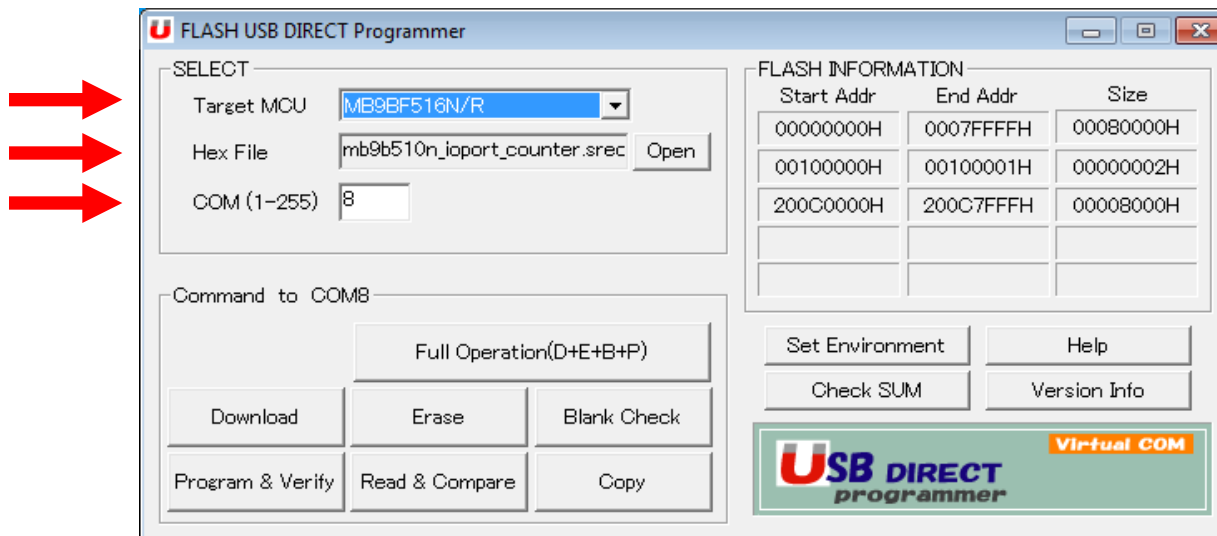 FLASH USB DIRECT Programmer
SELECT
Target MCU MB9BF516N/R
Hex File mb9b510n_ioport_counter.srec Open
COM (1-255) 8
FLASH INFORMATION
Start Addr End Addr Size
00000000H 0007FFFFH 00080000H
00100000H 00100001H 00000002H
200C0000H 200C7FFFH 00008000H
Command to COM8
Full Operation(D+E+B+P)
Download Erase Blank Check
Program & Verify Read & Compare Copy
Set Environment Help
Check SUM Version Info
Virtual COM
USB DIRECT
programmer